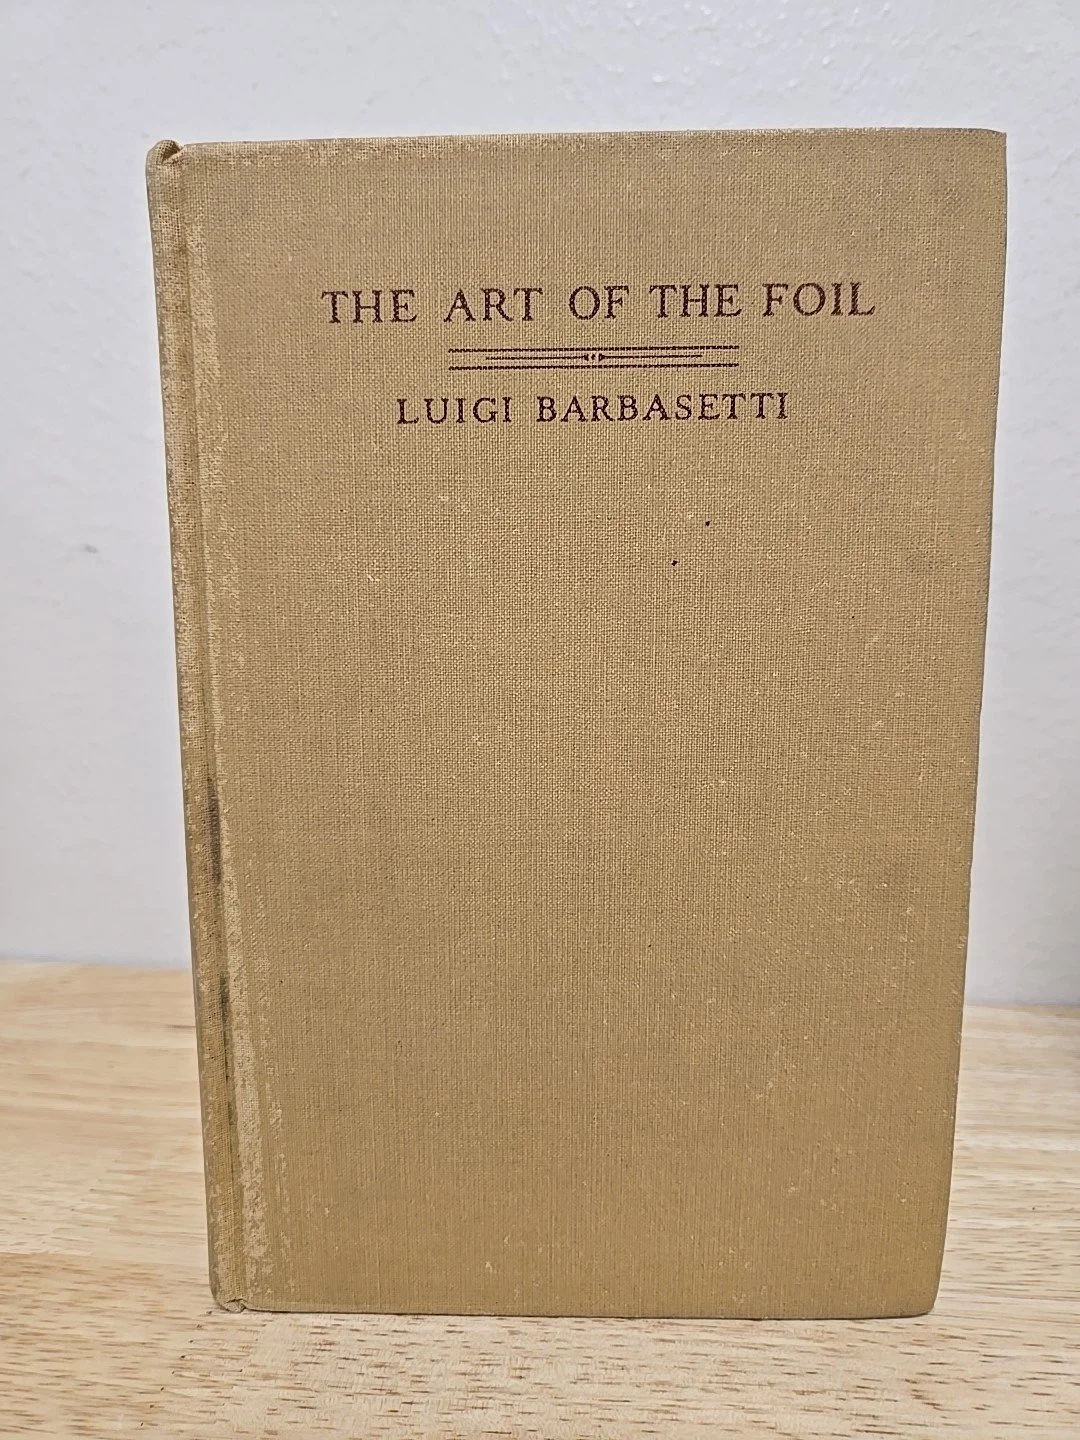 THE ART OF THE FOIL
LUIGI BARBASETTI